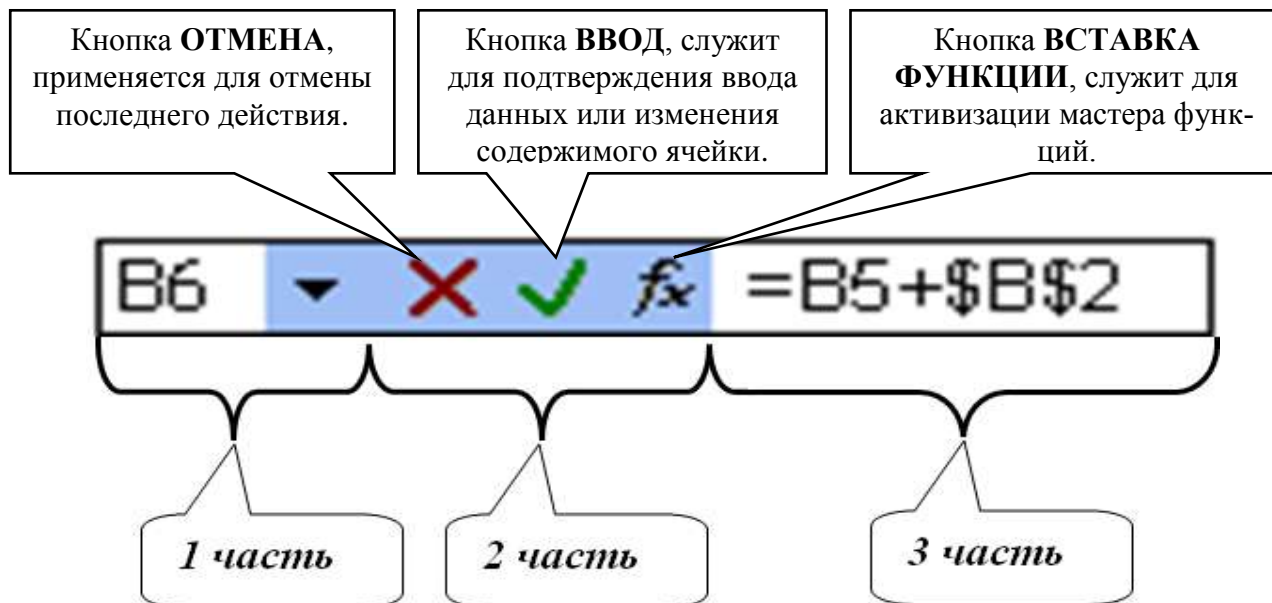 Кнопка ОТМЕНА,
применяется для отмены
последнего действия.
Кнопка ВВОД, служит
для подтверждения ввода
данных или изменения
содержимого ячейки.
Кнопка ВСТАВКА
ФУНКЦИИ, служит для
активизации мастера функ-
ций.
B6 fx =B5+$B$2
1 часть
2 часть
3 часть